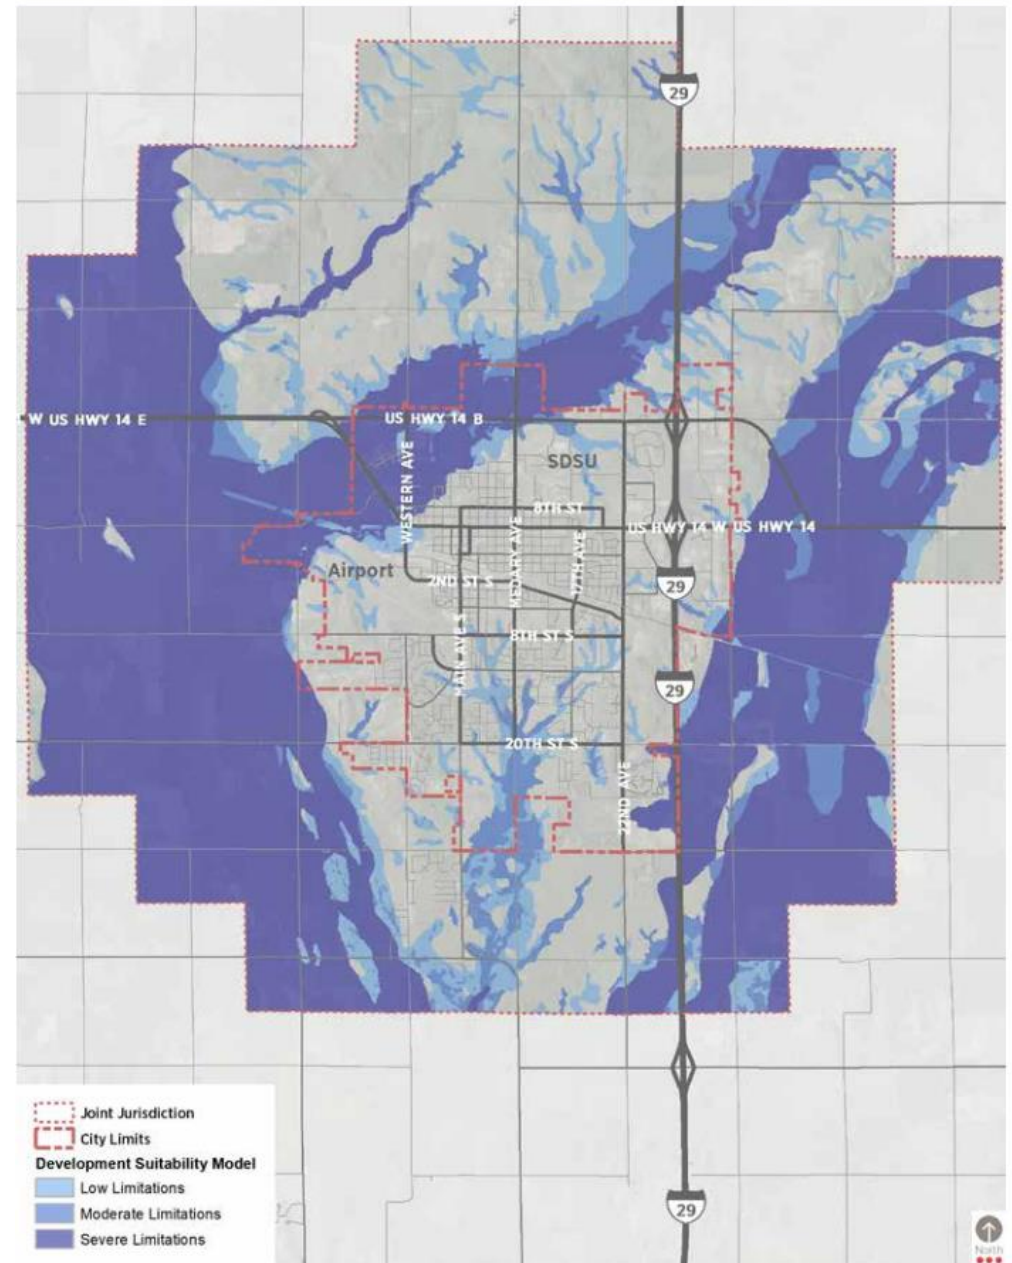 29
W US HWY 14 E
US HWY 14 B
WESTERN AVE
SDSU
8TH ST
MEDARY AVE
17TH AVE
US HWY 14 W US HWY 14
Airport
2ND ST S
29
MAIN AVE S
8TH ST S
29
20TH ST S
22ND AVE
29
Joint Jurisdiction
City Limits
Development Suitability Model
Low Limitations
Moderate Limitations
Severe Limitations
North